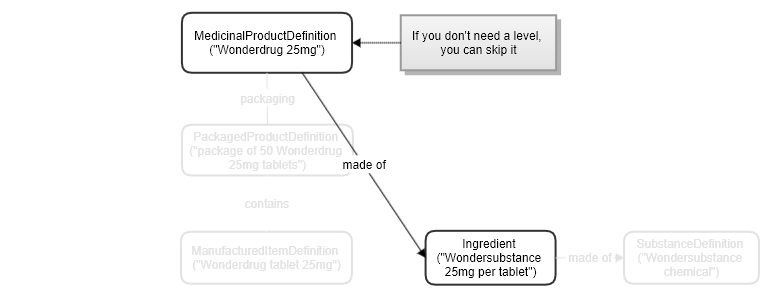 MedicinalProductDefinition
("Wonderdrug 25mg")
If you don't need a level,
you can skip it
packaging
PackagedProductDefinition
("package of 50 Wonderdrug
25mg tablets")
made of
contains
ManufacturedItemDefinition
("Wonderdrug tablet 25mg")
Ingredient
("Wondersubstance
25mg per tablet")
made of
SubstanceDefinition
("Wondersubstance
chemical")